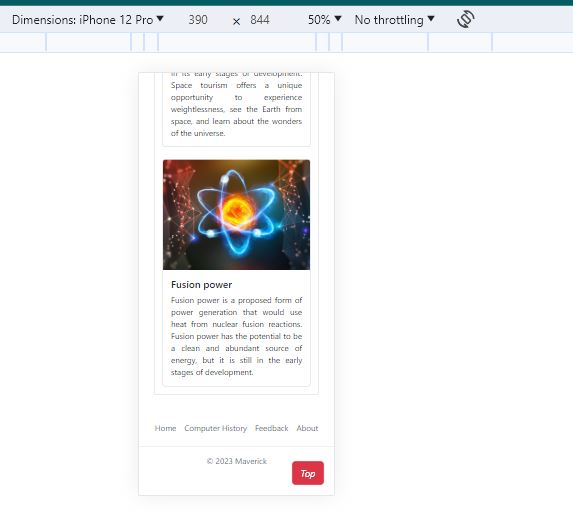 Dimensions: iPhone 12 Pro ▼ 390 × 844 50% ▼ No throttling ▼
in its early stages of development.
Space tourism offers a unique
opportunity to experience
weightlessness, see the Earth from
space, and learn about the wonders
of the universe.
Fusion power
Fusion power is a proposed form of
power generation that would use
heat from nuclear fusion reactions.
Fusion power has the potential to be
a clean and abundant source of
energy, but it is still in the early
stages of development.
Home Computer History Feedback About
© 2023 Maverick
Top